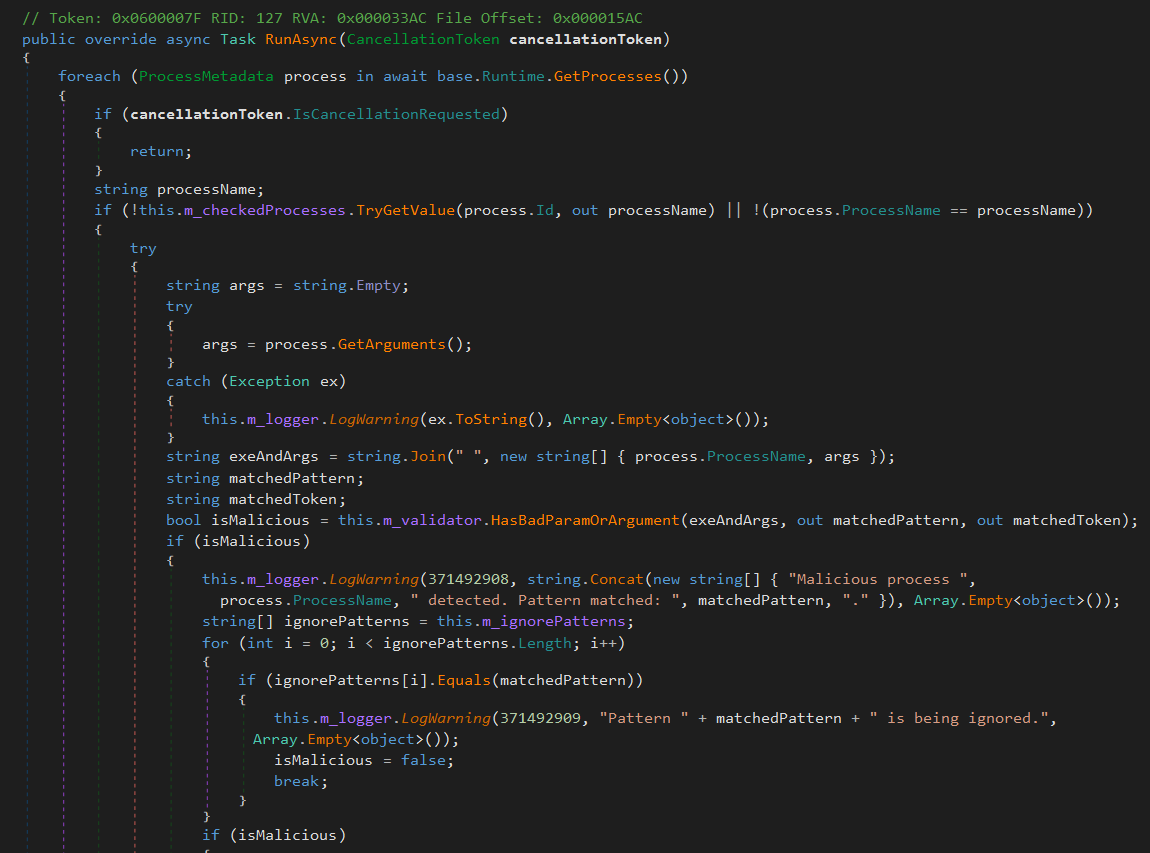 // Token: 0x0600007F RID: 127 RVA: 0x000033AC File Offset: 0x000015AC
public override async Task RunAsync(CancellationToken cancellationToken)
{
foreach (ProcessMetadata process in await base.Runtime.GetProcesses())
{
if (cancellationToken.IsCancellationRequested)
{
return;
}
string processName;
if (!this.m_checkedProcesses.TryGetValue(process.Id, out processName) || !(process.ProcessName == processName))
{
try
{
string args = string.Empty;
try
{
args = process.GetArguments();
}
catch (Exception ex)
{
this.m_logger.LogWarning(ex.ToString(), Array.Empty<object>());
}
string exeAndArgs = string.Join(" ", new string[] { process.ProcessName, args });
string matchedPattern;
string matchedToken;
bool isMalicious = this.m_validator.HasBadParamOrArgument(exeAndArgs, out matchedPattern, out matchedToken);
if (isMalicious)
{
this.m_logger.LogWarning(371492908, string.Concat(new string[] { "Malicious process ",
process.ProcessName, " detected. Pattern matched: ", matchedPattern, "." }), Array.Empty<object>());
string[] ignorePatterns = this.m_ignorePatterns;
for (int i = 0; i < ignorePatterns.Length; i++)
{
if (ignorePatterns[i].Equals(matchedPattern))
{
this.m_logger.LogWarning(371492909, "Pattern " + matchedPattern + " is being ignored.",
Array.Empty<object>());
isMalicious = false;
break;
}
}
if (isMalicious)